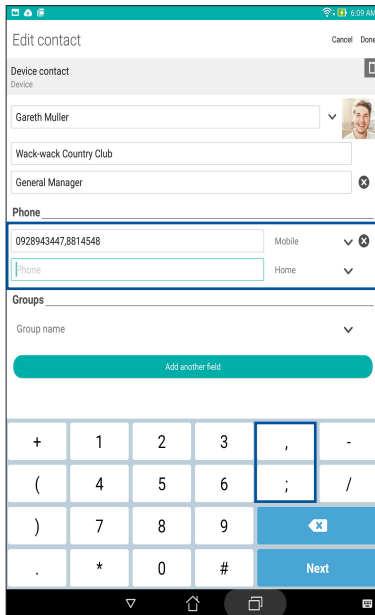 6:09 AM
Edit contact
Cancel Done
Device contact
Device
Gareth Muller
Wack-wack Country Club
General Manager
Phone
0928943447,8814548 Mobile
Phone Home
Groups
Group name
Add another field
+ 1 2 3 , -
( 4 5 6 ; /
) 7 8 9
. * 0 # Next